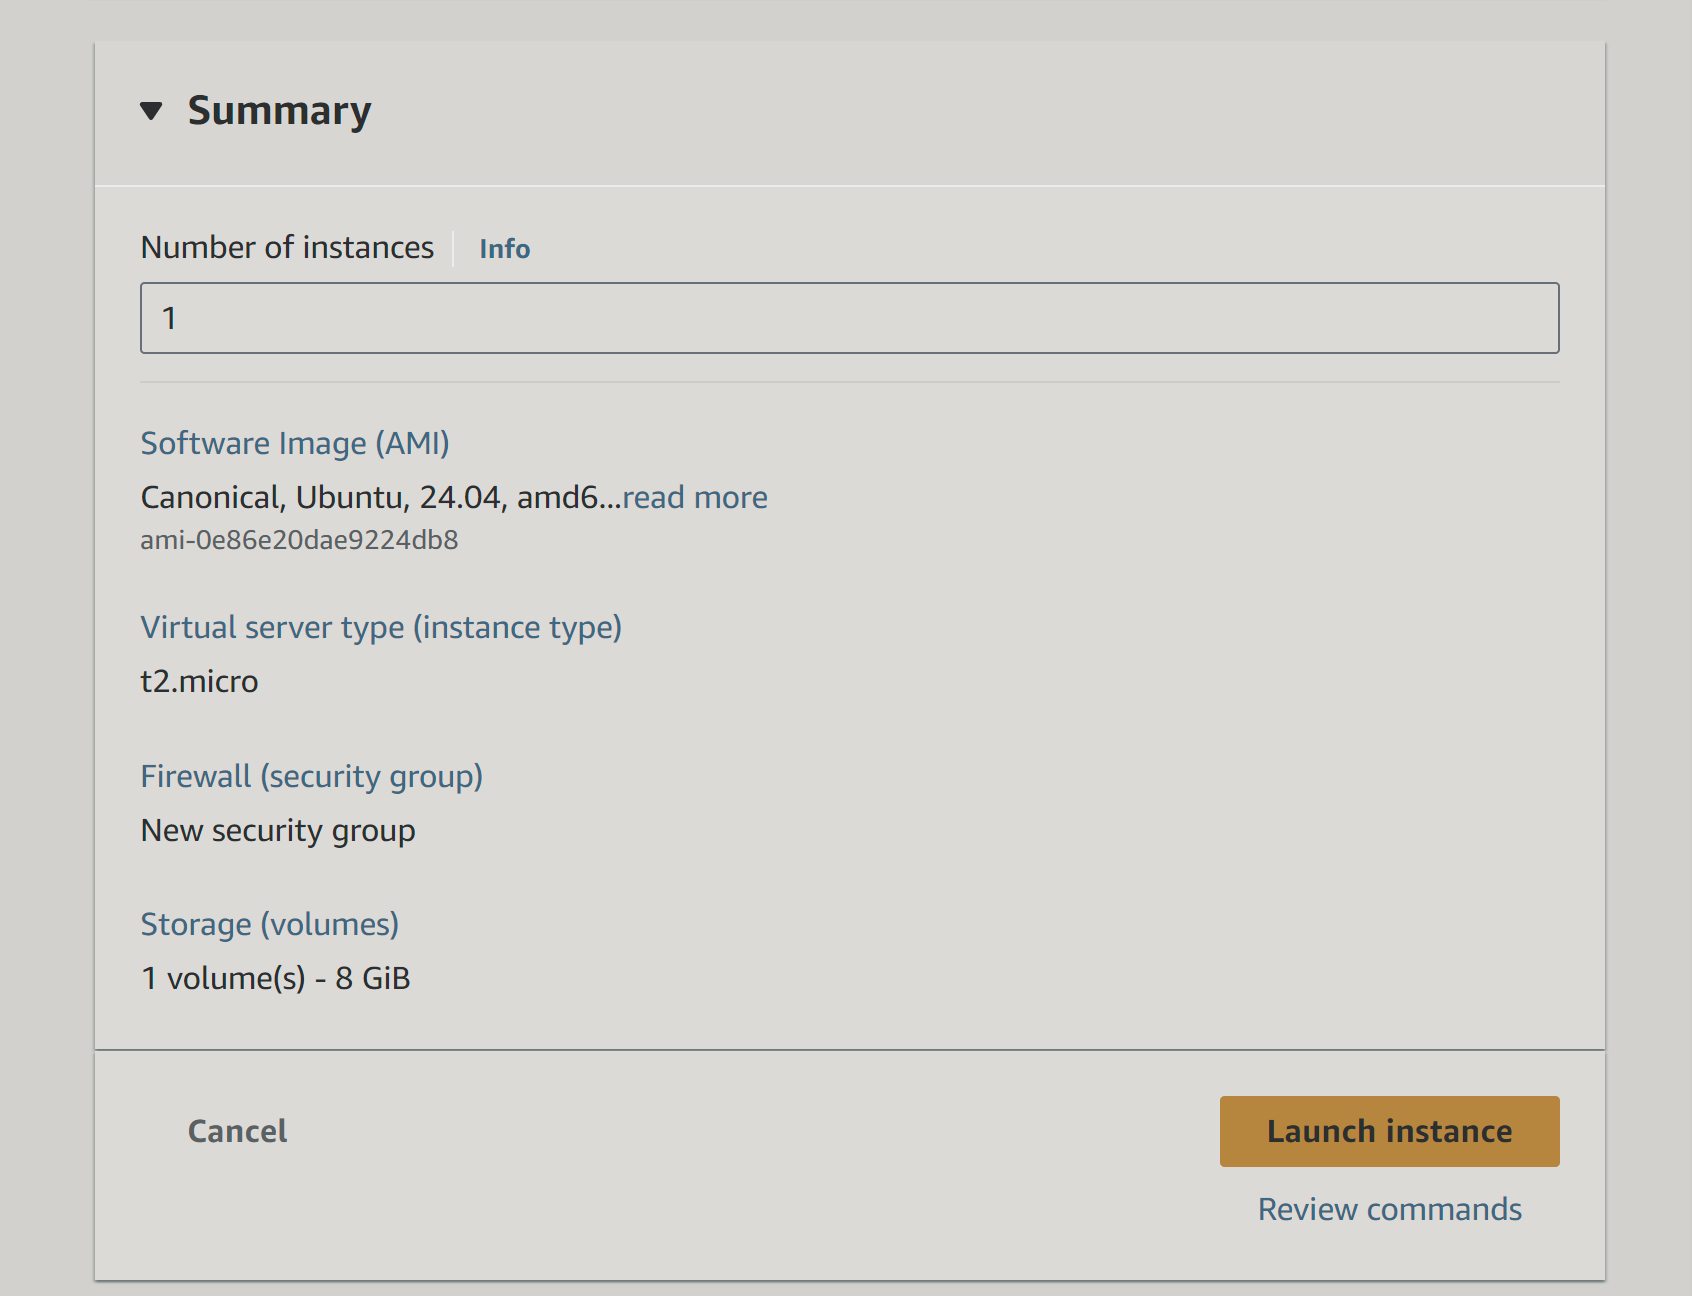 Summary
Number of instances Info
1
Software Image (AMI)
Canonical, Ubuntu, 24.04, amd6...read more
ami-0e86e20dae9224db8
Virtual server type (instance type)
t2.micro
Firewall (security group)
New security group
Storage (volumes)
1 volume(s) - 8 GiB
Cancel Launch instance
Review commands